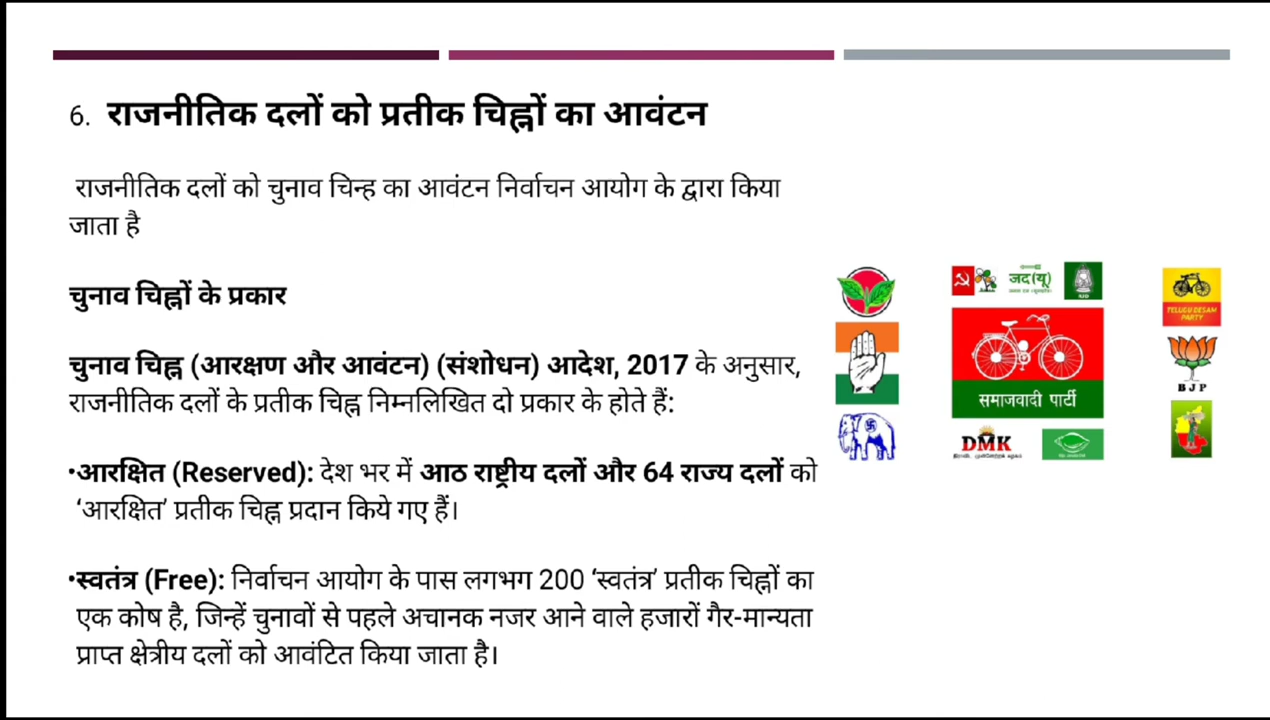 6. राजनीतिक दलों को प्रतीक चिह्नों का आवंटन
राजनीतिक दलों को चुनाव चिन्ह का आवंटन निर्वाचन आयोग के द्वारा किया
जाता है
चुनाव चिह्नों के प्रकार
चुनाव चिह्न (आरक्षण और आवंटन) (संशोधन) आदेश, 2017 के अनुसार,
राजनीतिक दलों के प्रतीक चिह्न निम्नलिखित दो प्रकार के होते हैं:
•आरक्षित (Reserved): देश भर में आठ राष्ट्रीय दलों और 64 राज्य दलों को
‘आरक्षित’ प्रतीक चिह्न प्रदान किये गए हैं।
•स्वतंत्र (Free): निर्वाचन आयोग के पास लगभग 200 ‘स्वतंत्र’ प्रतीक चिह्नों का
एक कोष है, जिन्हें चुनावों से पहले अचानक नजर आने वाले हजारों गैर-मान्यता
प्राप्त क्षेत्रीय दलों को आवंटित किया जाता है।
जद(यू)
RJD
समाजवादी पार्टी
DMK
TELUGU DESAM
PARTY
BJP